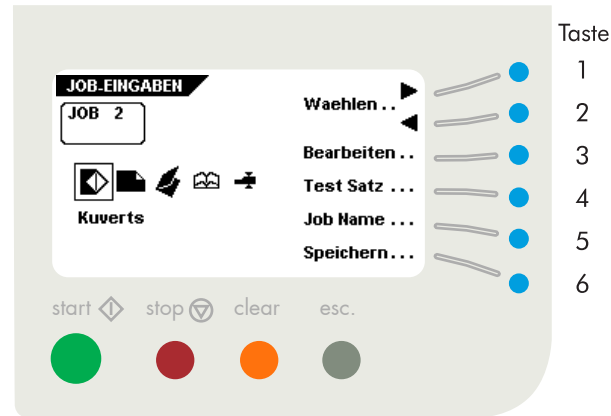 Taste
JOB-EINGABEN
JOB 2
Waehlen..
Bearbeiten..
Test Satz ...
Job Name ...
Speichern...
Kuverts
1
2
3
4
5
6
start stop clear esc.